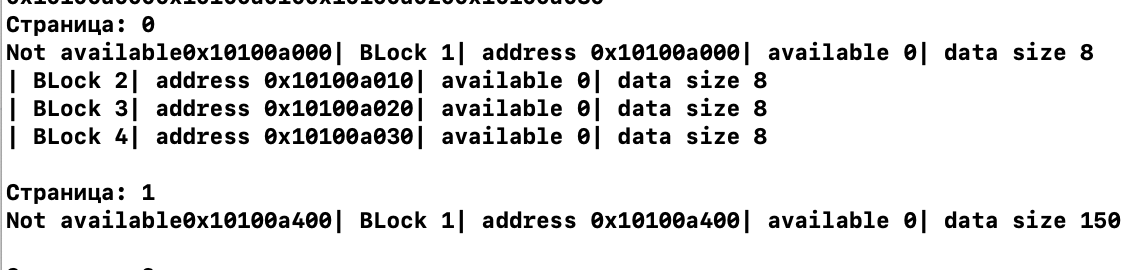 Страница: 0
Not available0x10100a000| BLock 1| address 0x10100a000| available 0| data size 8
| BLock 2| address 0x10100a010| available 0| data size 8
| BLock 3| address 0x10100a020| available 0| data size 8
| BLock 4| address 0x10100a030| available 0| data size 8
Страница: 1
Not available0x10100a400| BLock 1| address 0x10100a400| available 0| data size 150